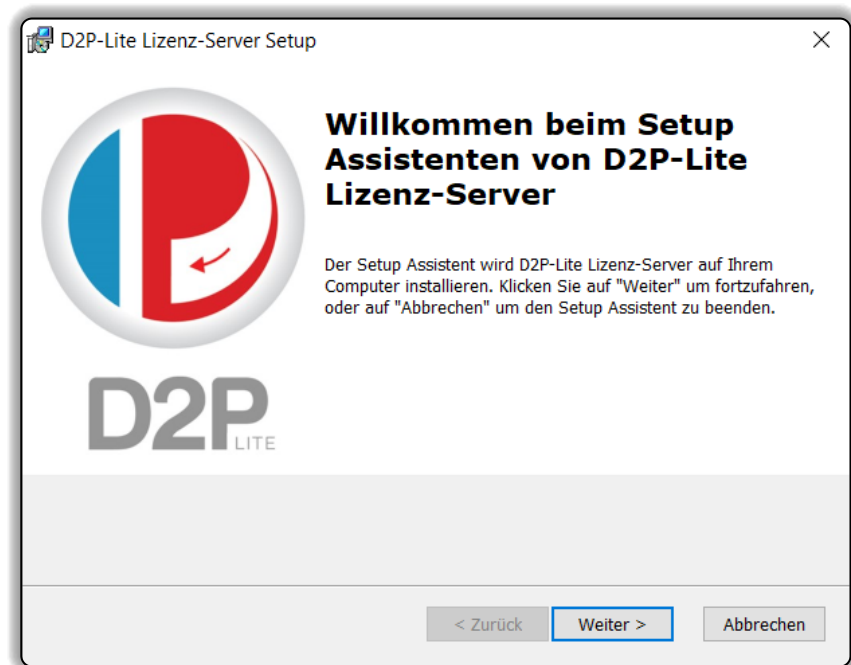 D2P-Lite Lizenz-Server Setup
Willkommen beim Setup
Assistenten von D2P-Lite
Lizenz-Server
Der Setup Assistent wird D2P-Lite Lizenz-Server auf Ihrem
Computer installieren. Klicken Sie auf "Weiter" um fortzufahren,
oder auf "Abbrechen" um den Setup Assistent zu beenden.
D2P LITE
< Zurück Weiter > Abbrechen